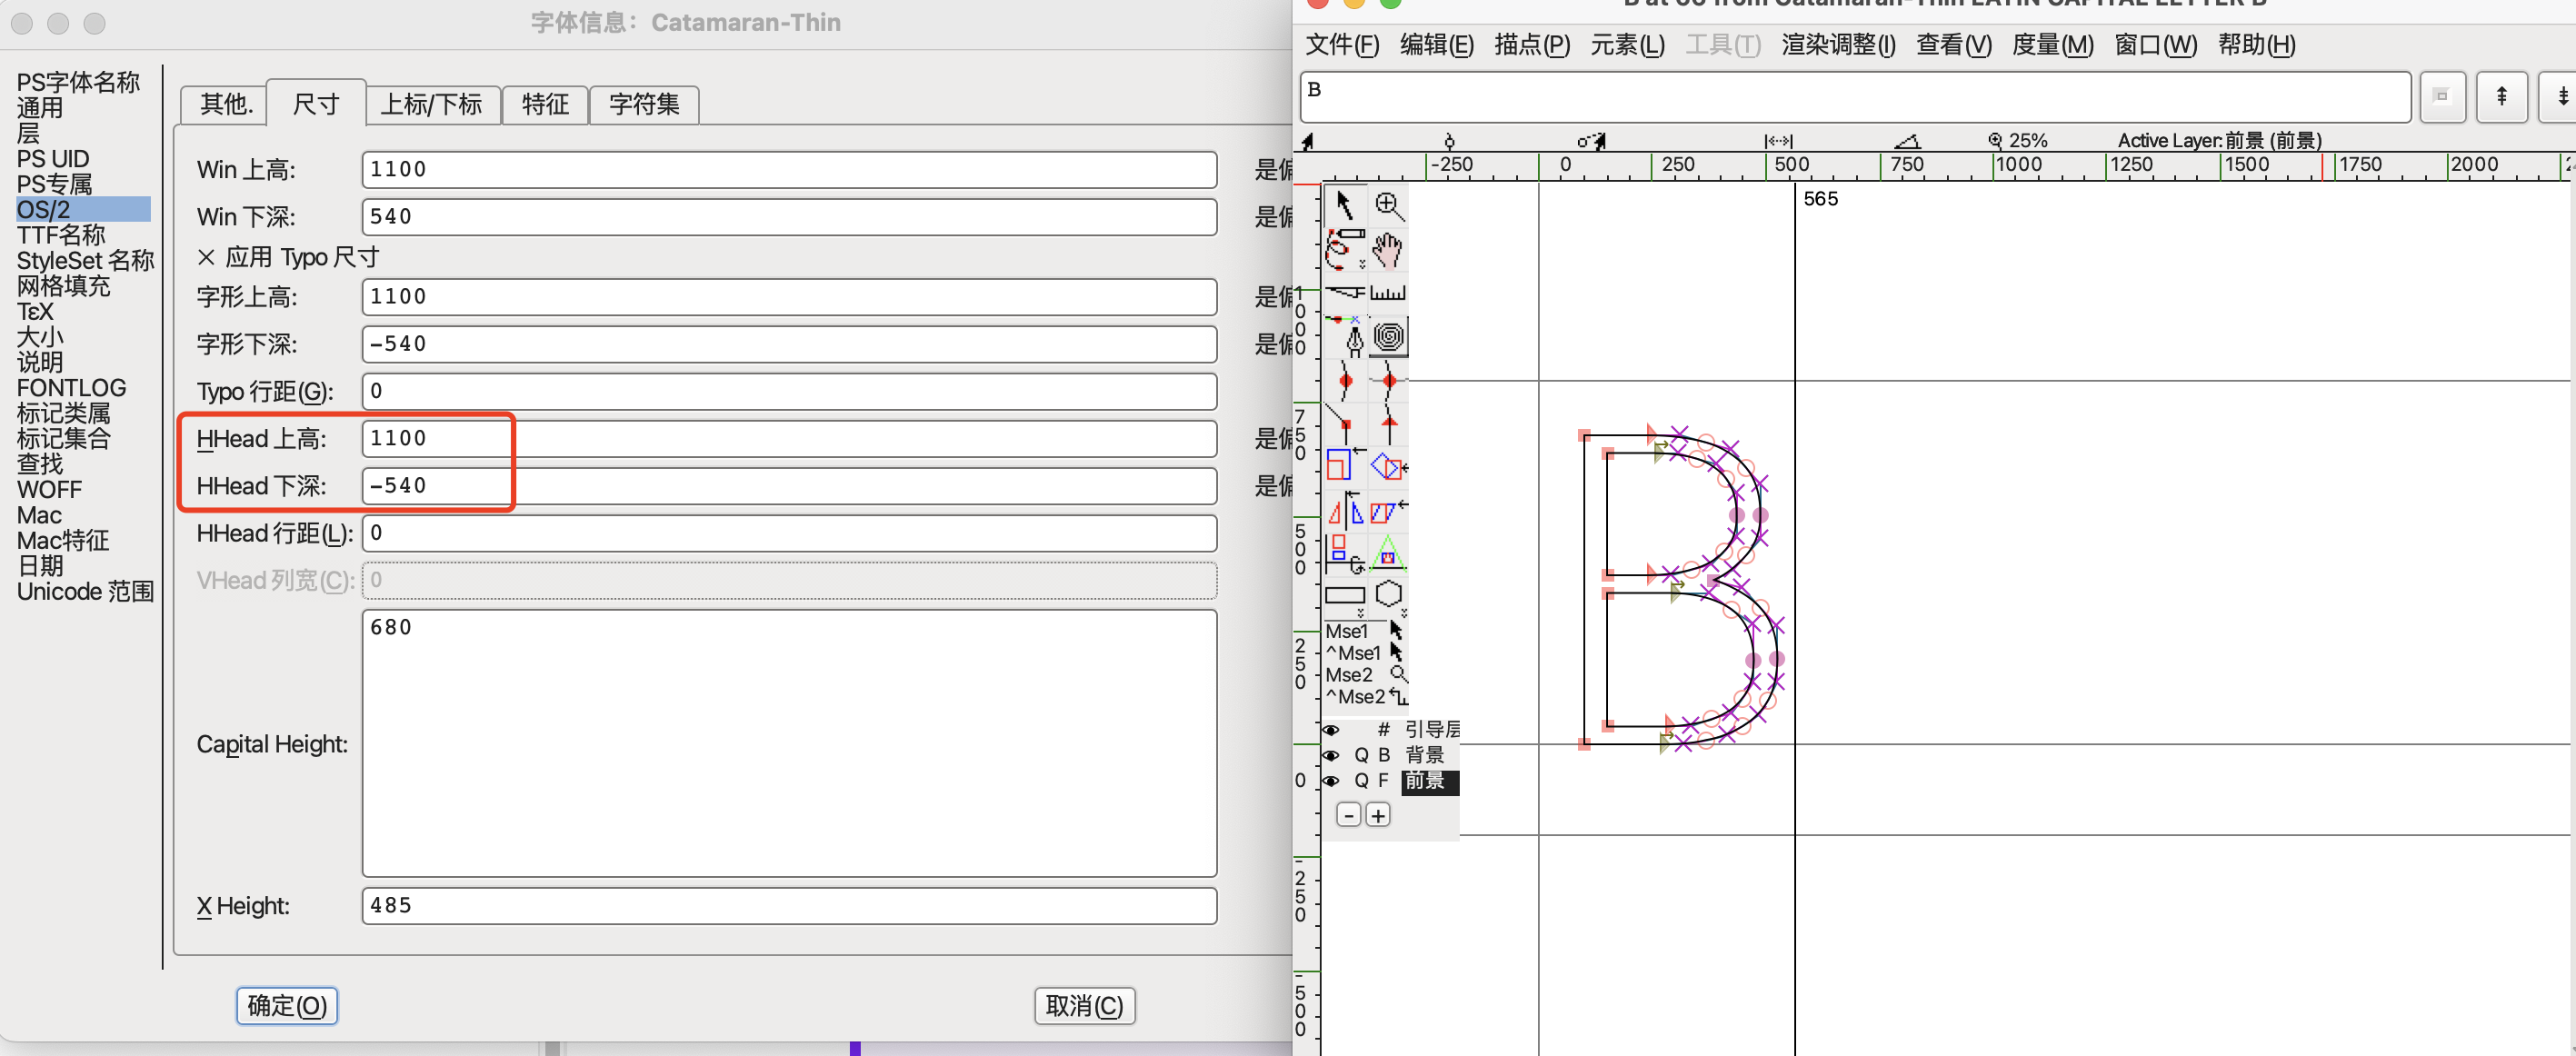 字体信息：Catamaran-Thin
PS字体名称
通用
层
PS UID
PS专属
OS/2
TTF名称
StyleSet 名称
网格填充
TεX
大小
说明
FONTLOG
标记类属
标记集合
查找
WOFF
Mac
Mac特征
日期
Unicode 范围
其他.
尺寸
上标/下标
特征
字符集
Win 上高: 1100 是偏
Win 下深: 540 是偏
× 应用 Typo 尺寸
字形上高: 1100 是偏
字形下深: -540 是偏
Typo 行距(G): 0
HHead 上高: 1100 是偏
HHead 下深: -540 是偏
HHead 行距(L): 0
VHead 列宽(C): 0
Capital Height: 680
X Height: 485
确定(O)
取消(C)
B at 66 from Catamaran-Thin LATIN CAPITAL LETTER B
文件(F) 编辑(E) 描点(P) 元素(L) 工具(T) 渲染调整(I) 查看(V) 度量(M) 窗口(W) 帮助(H)
B
25%
Active Layer:前景 (前景)
-250 0 250 500 750 1000 1250 1500 1750 2000
565
1000
750
500
250
0
-250
-500
Mse1
^Mse1
Mse2
^Mse2
# 引导层
Q B 背景
Q F 前景
- +